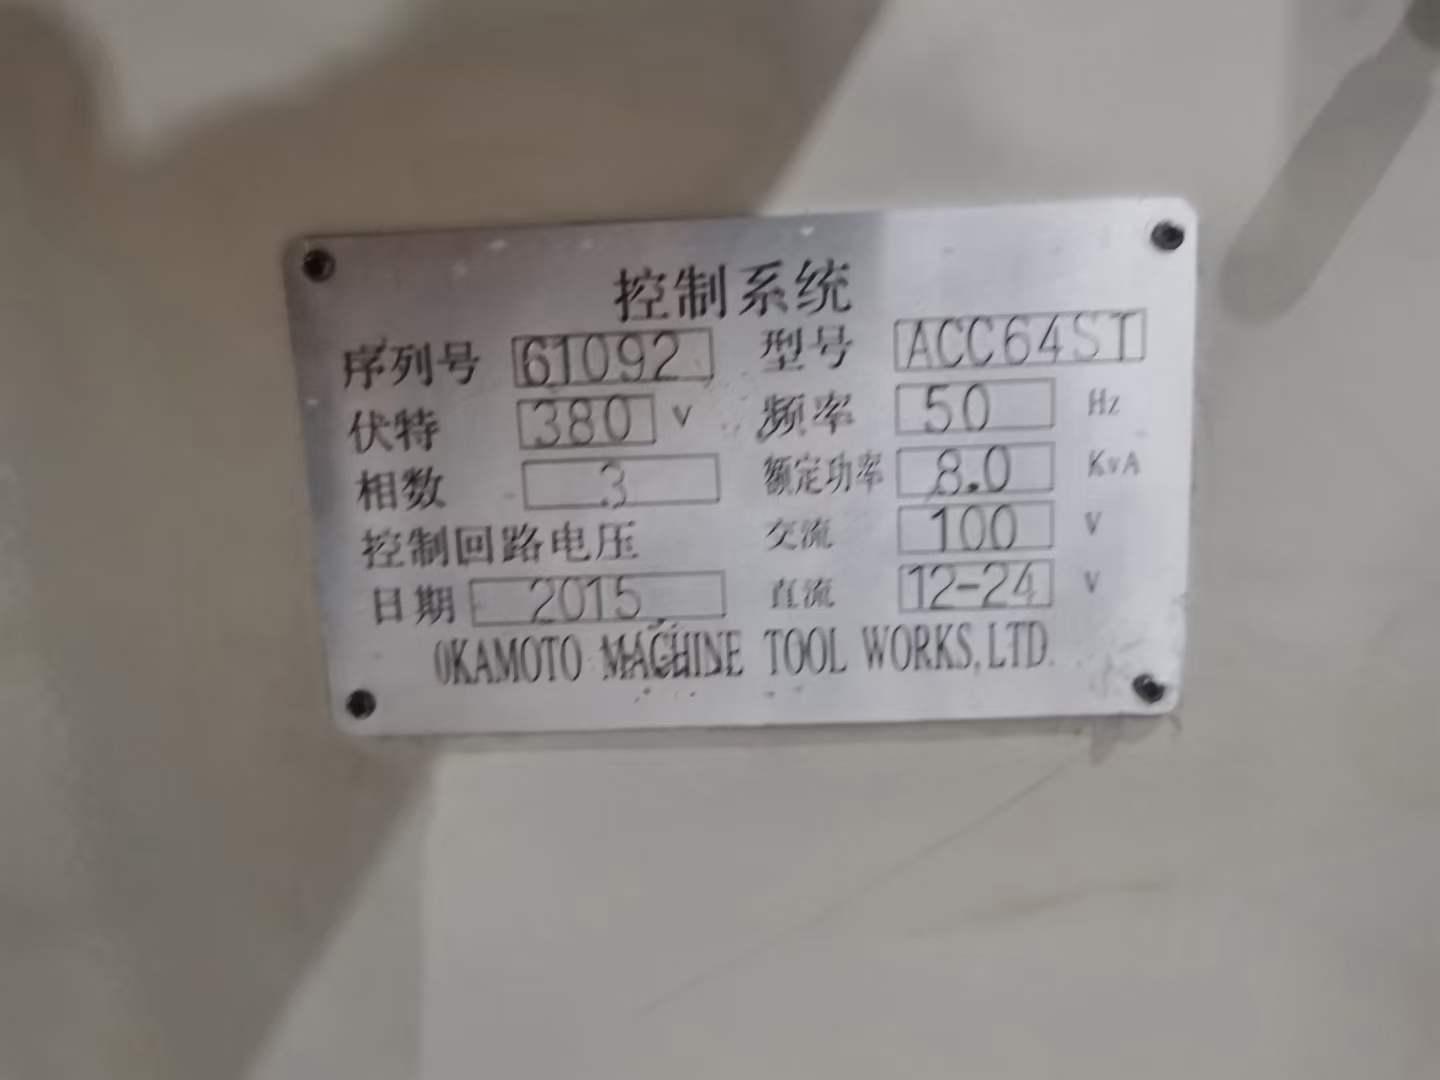 控制系统
序列号 61092 型号 ACC64ST
伏特 380 V 频率 50 Hz
相数 3 额定功率 8.0 KvA
控制回路电压 交流 100 V
日期 2015 直流 12-24 V
OKAMOTO MACHINE TOOL WORKS,LTD.